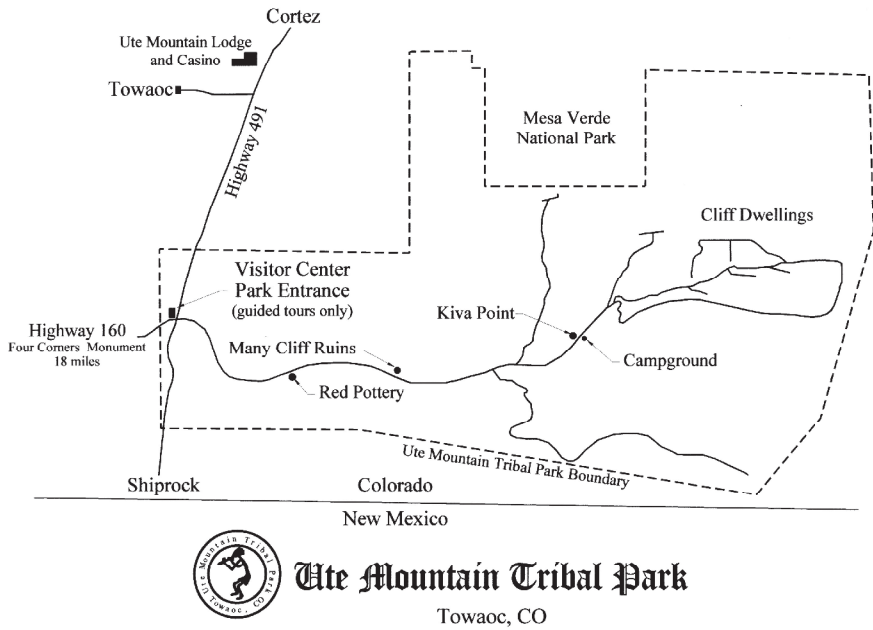 Cortez
Ute Mountain Lodge
and Casino
Towaoc
Highway 491
Mesa Verde
National Park
Cliff Dwellings
Visitor Center
Park Entrance
(guided tours only)
Highway 160
Four Corners Monument
18 miles
Kiva Point
Many Cliff Ruins
Campground
Red Pottery
Ute Mountain Tribal Park Boundary
Shiprock
Colorado
New Mexico
Ute Mountain Tribal Park
Towaoc, CO
Ute Mountain Tribal Park
Towaoc, CO